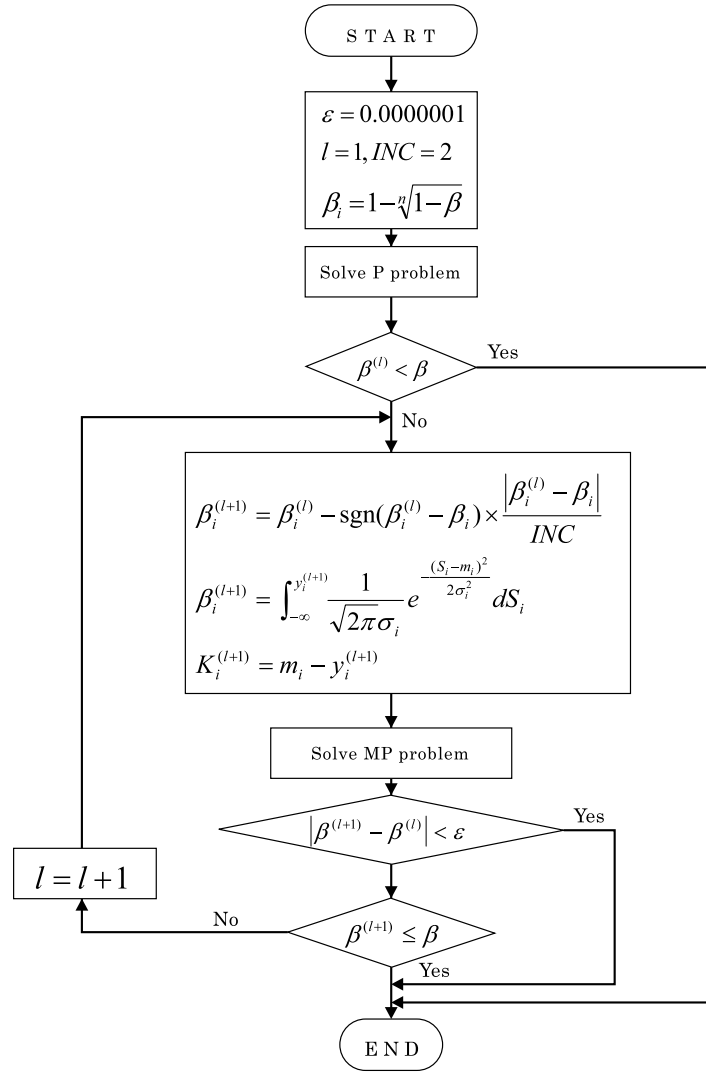 START
ε = 0.0000001
l = 1, INC = 2
β_i = 1 − ⁿ√(1−β)
Solve P problem
β^(l) < β
Yes
No
β_i^(l+1) = β_i^(l) − sgn(β_i^(l) − β_i) × |β_i^(l) − β_i| / INC
β_i^(l+1) = ∫_{−∞}^{y_i^(l+1)} 1/(√(2π)σ_i) e^{−(S_i−m_i)²/(2σ_i²)} dS_i
K_i^(l+1) = m_i − y_i^(l+1)
Solve MP problem
|β^(l+1) − β^(l)| < ε
Yes
l = l + 1
No
β^(l+1) ≤ β
Yes
END